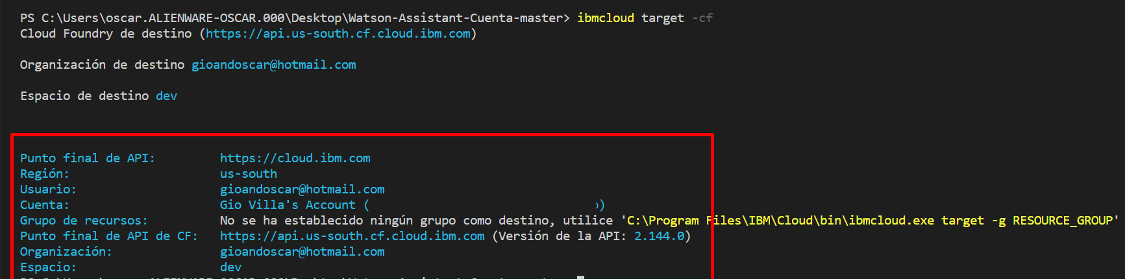 PS C:\Users\oscar.ALIENWARE-OSCAR.000\Desktop\Watson-Assistant-Cuenta-master> ibmcloud target -cf
Cloud Foundry de destino (https://api.us-south.cf.cloud.ibm.com)
Organización de destino gioandoscar@hotmail.com
Espacio de destino dev
Punto final de API: https://cloud.ibm.com
Región: us-south
Usuario: gioandoscar@hotmail.com
Cuenta: Gio Villa's Account ( )
Grupo de recursos: No se ha establecido ningún grupo como destino, utilice 'C:\Program Files\IBM\Cloud\bin\ibmcloud.exe target -g RESOURCE_GROUP'
Punto final de API de CF: https://api.us-south.cf.cloud.ibm.com (Versión de la API: 2.144.0)
Organización: gioandoscar@hotmail.com
Espacio: dev